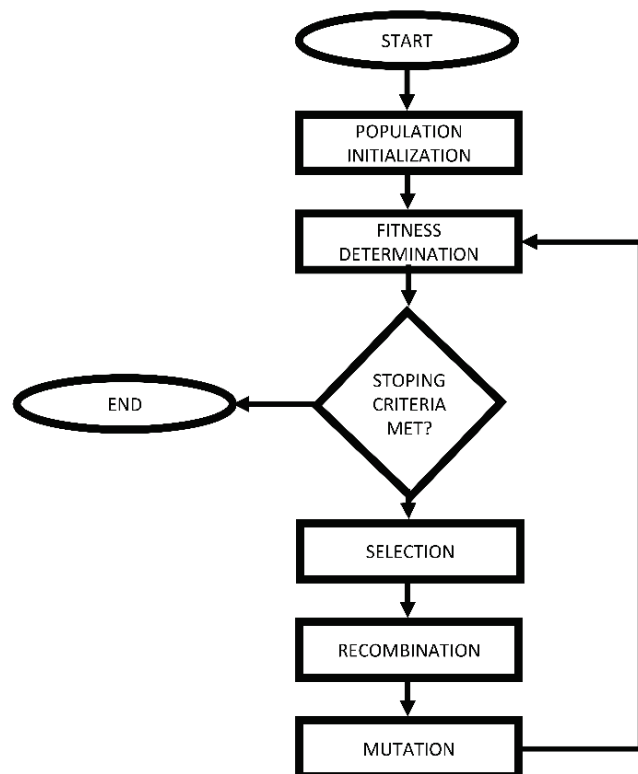 START
POPULATION
INITIALIZATION
FITNESS
DETERMINATION
STOPING
CRITERIA
MET?
END
SELECTION
RECOMBINATION
MUTATION